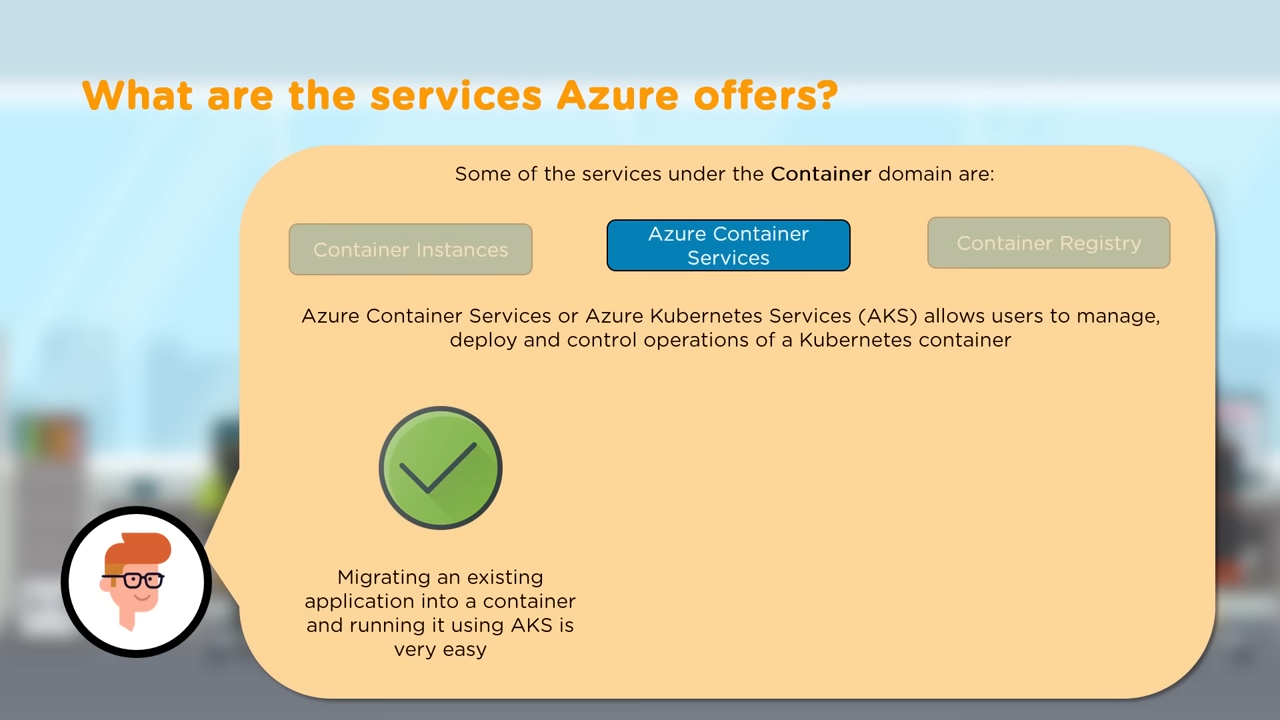 What are the services Azure offers?
Some of the services under the Container domain are:
Container Instances
Azure Container
Services
Container Registry
Azure Container Services or Azure Kubernetes Services (AKS) allows users to manage,
deploy and control operations of a Kubernetes container
Migrating an existing
application into a container
and running it using AKS is
very easy